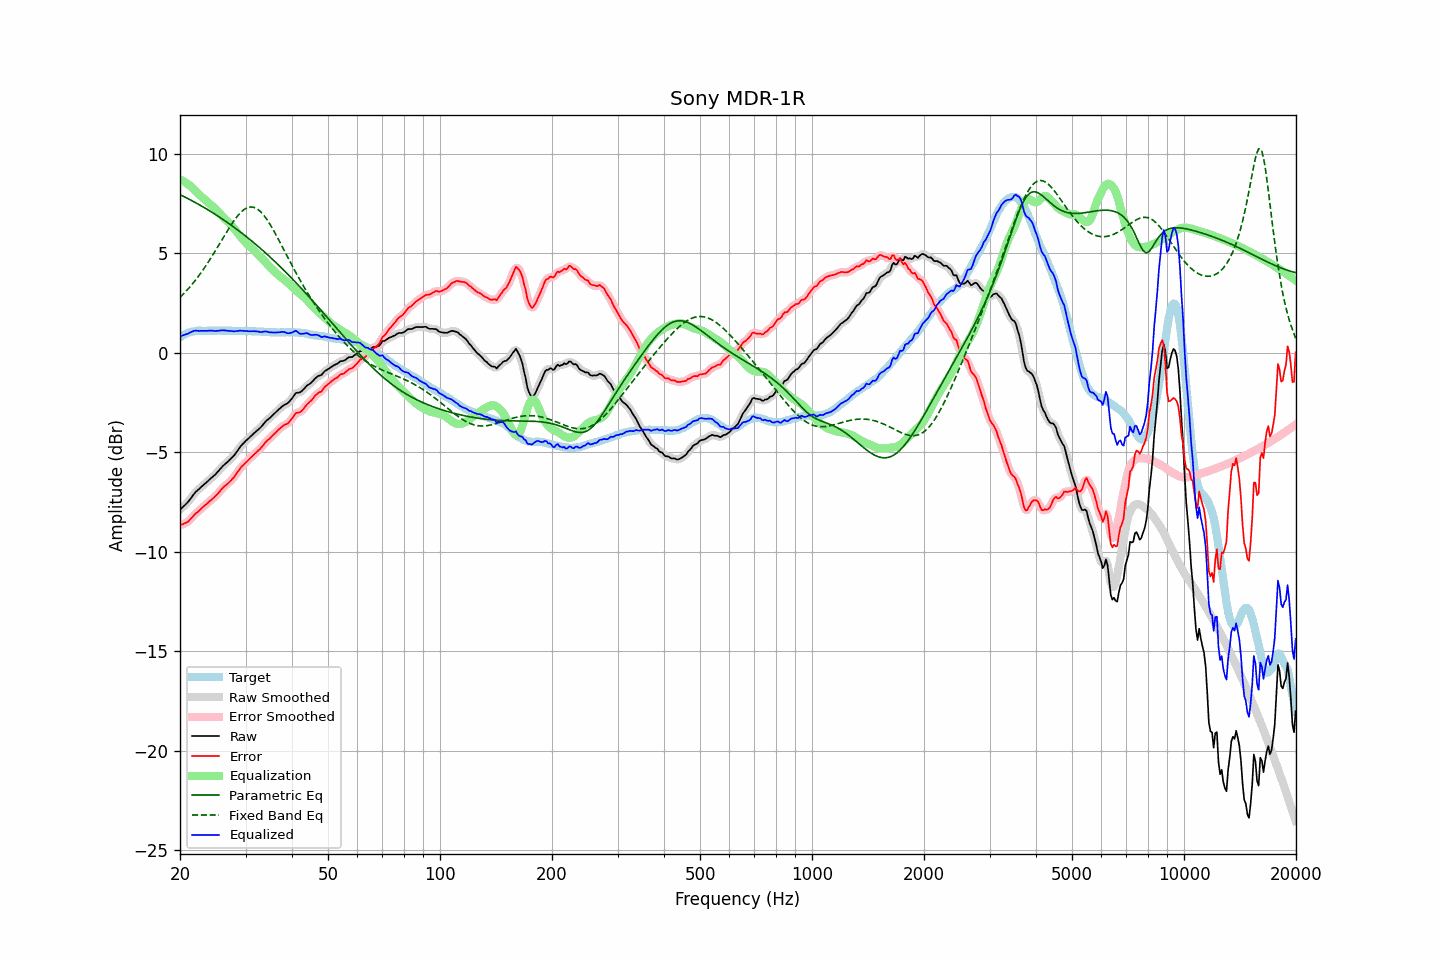 Sony MDR-1R
Amplitude (dBr)
10
5
0
−5
−10
−15
−20
−25
Target
Raw Smoothed
Error Smoothed
Raw
Error
Equalization
Parametric Eq
Fixed Band Eq
Equalized
20 50 100 200 500 1000 2000 5000 10000 20000
Frequency (Hz)